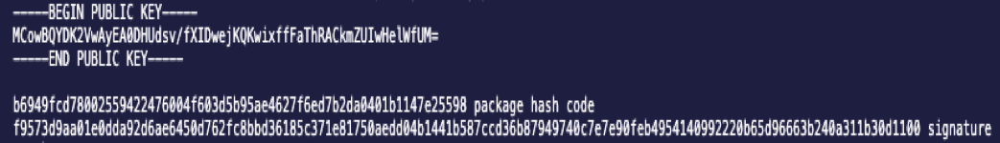 -----BEGIN PUBLIC KEY-----
MCowBQYDK2VwAyEA0DHUdsv/fXIDwejKQKwixffFaThRACkmZUIwHelWfUM=
-----END PUBLIC KEY-----
b6949fcd78002559422476004f603d5b95ae4627f6ed7b2da0401b1147e25598 package hash code
f9573d9aa01e0dda92d6ae6450d762fc8bbd36185c371e81750aedd04b1441b587ccd36b87949740c7e7e90feb4954140992220b65d96663b240a311b30d1100 signature